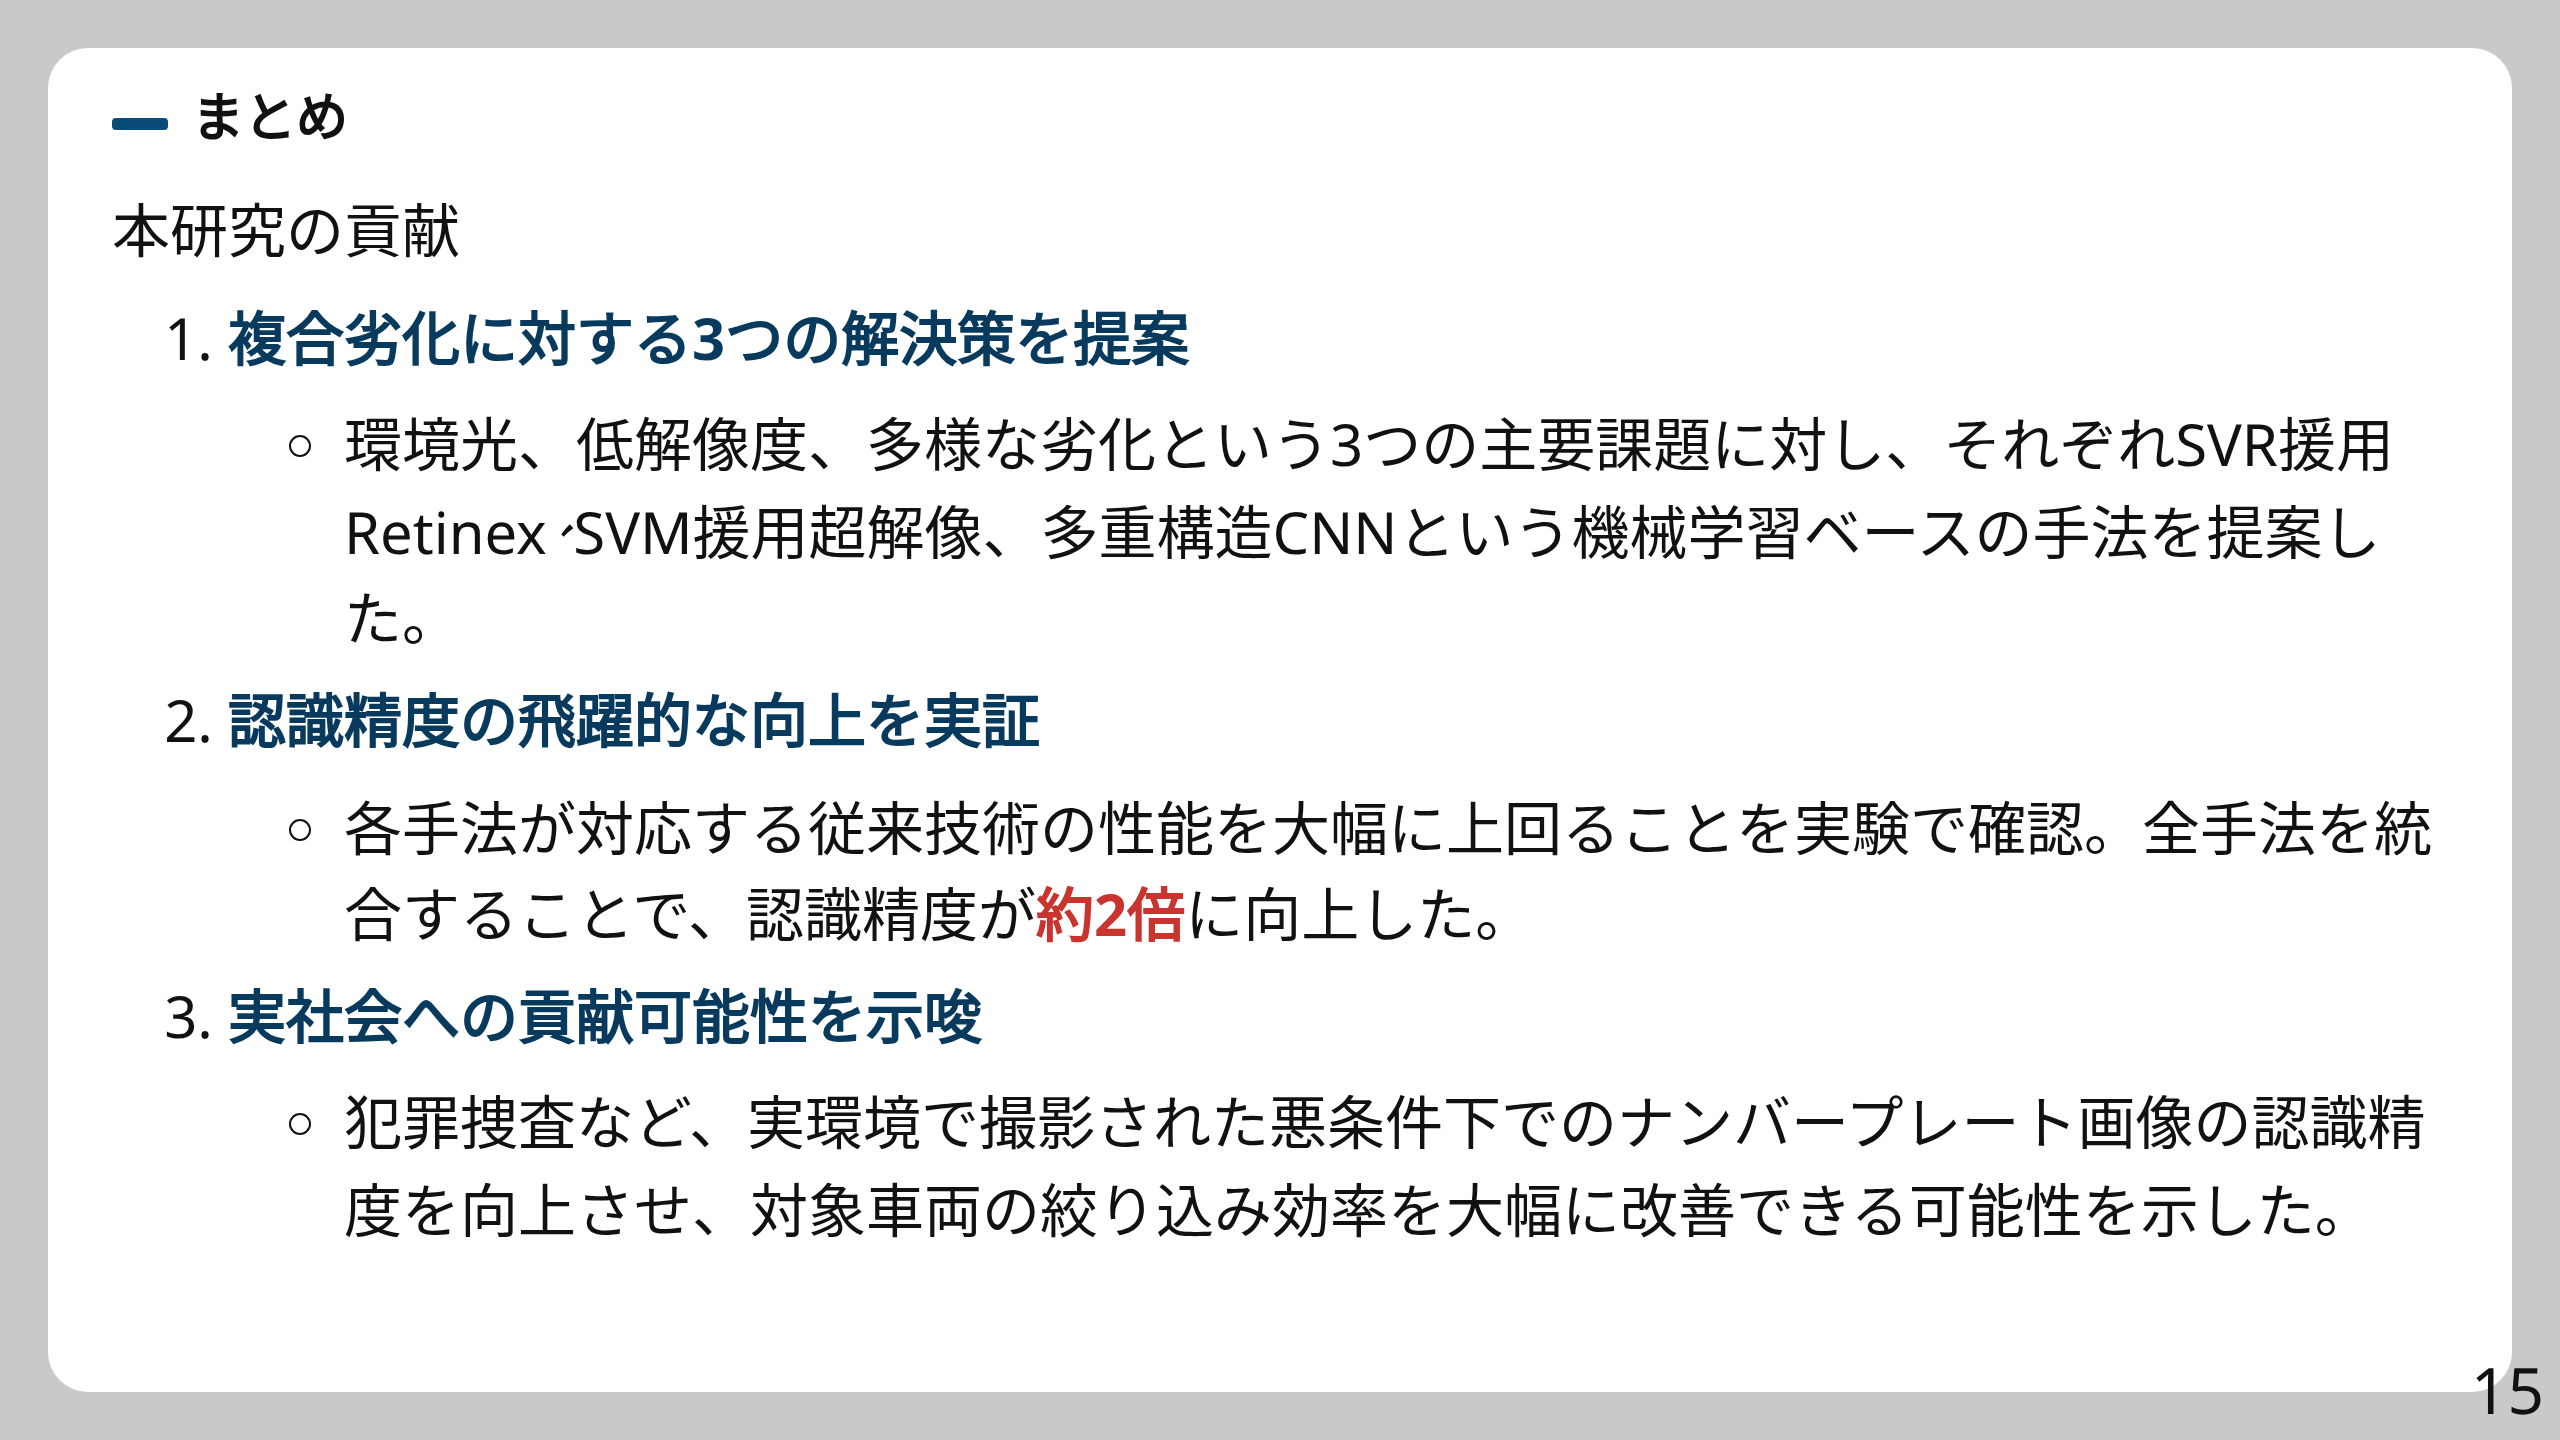 まとめ
本研究の貢献
1. 複合劣化に対する3つの解決策を提案
環境光、低解像度、多様な劣化という3つの主要課題に対し、それぞれSVR援用
Retinex SVM援用超解像、多重構造CNNという機械学習ベースの手法を提案し
た。
2. 認識精度の飛躍的な向上を実証
各手法が対応する従来技術の性能を大幅に上回ることを実験で確認。全手法を統
合することで、認識精度が約2倍に向上した。
3. 実社会への貢献可能性を示唆
犯罪捜査など、実環境で撮影された悪条件下でのナンバープレート画像の認識精
度を向上させ、対象車両の絞り込み効率を大幅に改善できる可能性を示した。
15